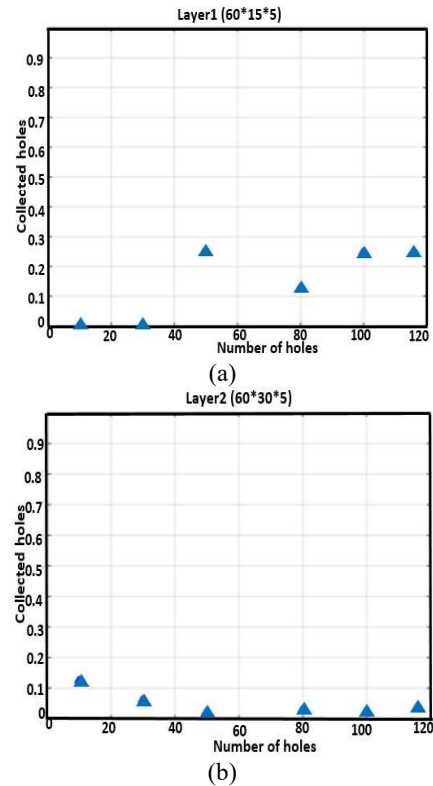 Layer1 (60*15*5)
Collected holes
0.9
0.8
0.7
0.6
0.5
0.4
0.3
0.2
0.1
0
0 20 40 60 80 100 120
Number of holes
(a)
Layer2 (60*30*5)
Collected holes
0.9
0.8
0.7
0.6
0.5
0.4
0.3
0.2
0.1
0
0 20 40 60 80 100 120
Number of holes
(b)